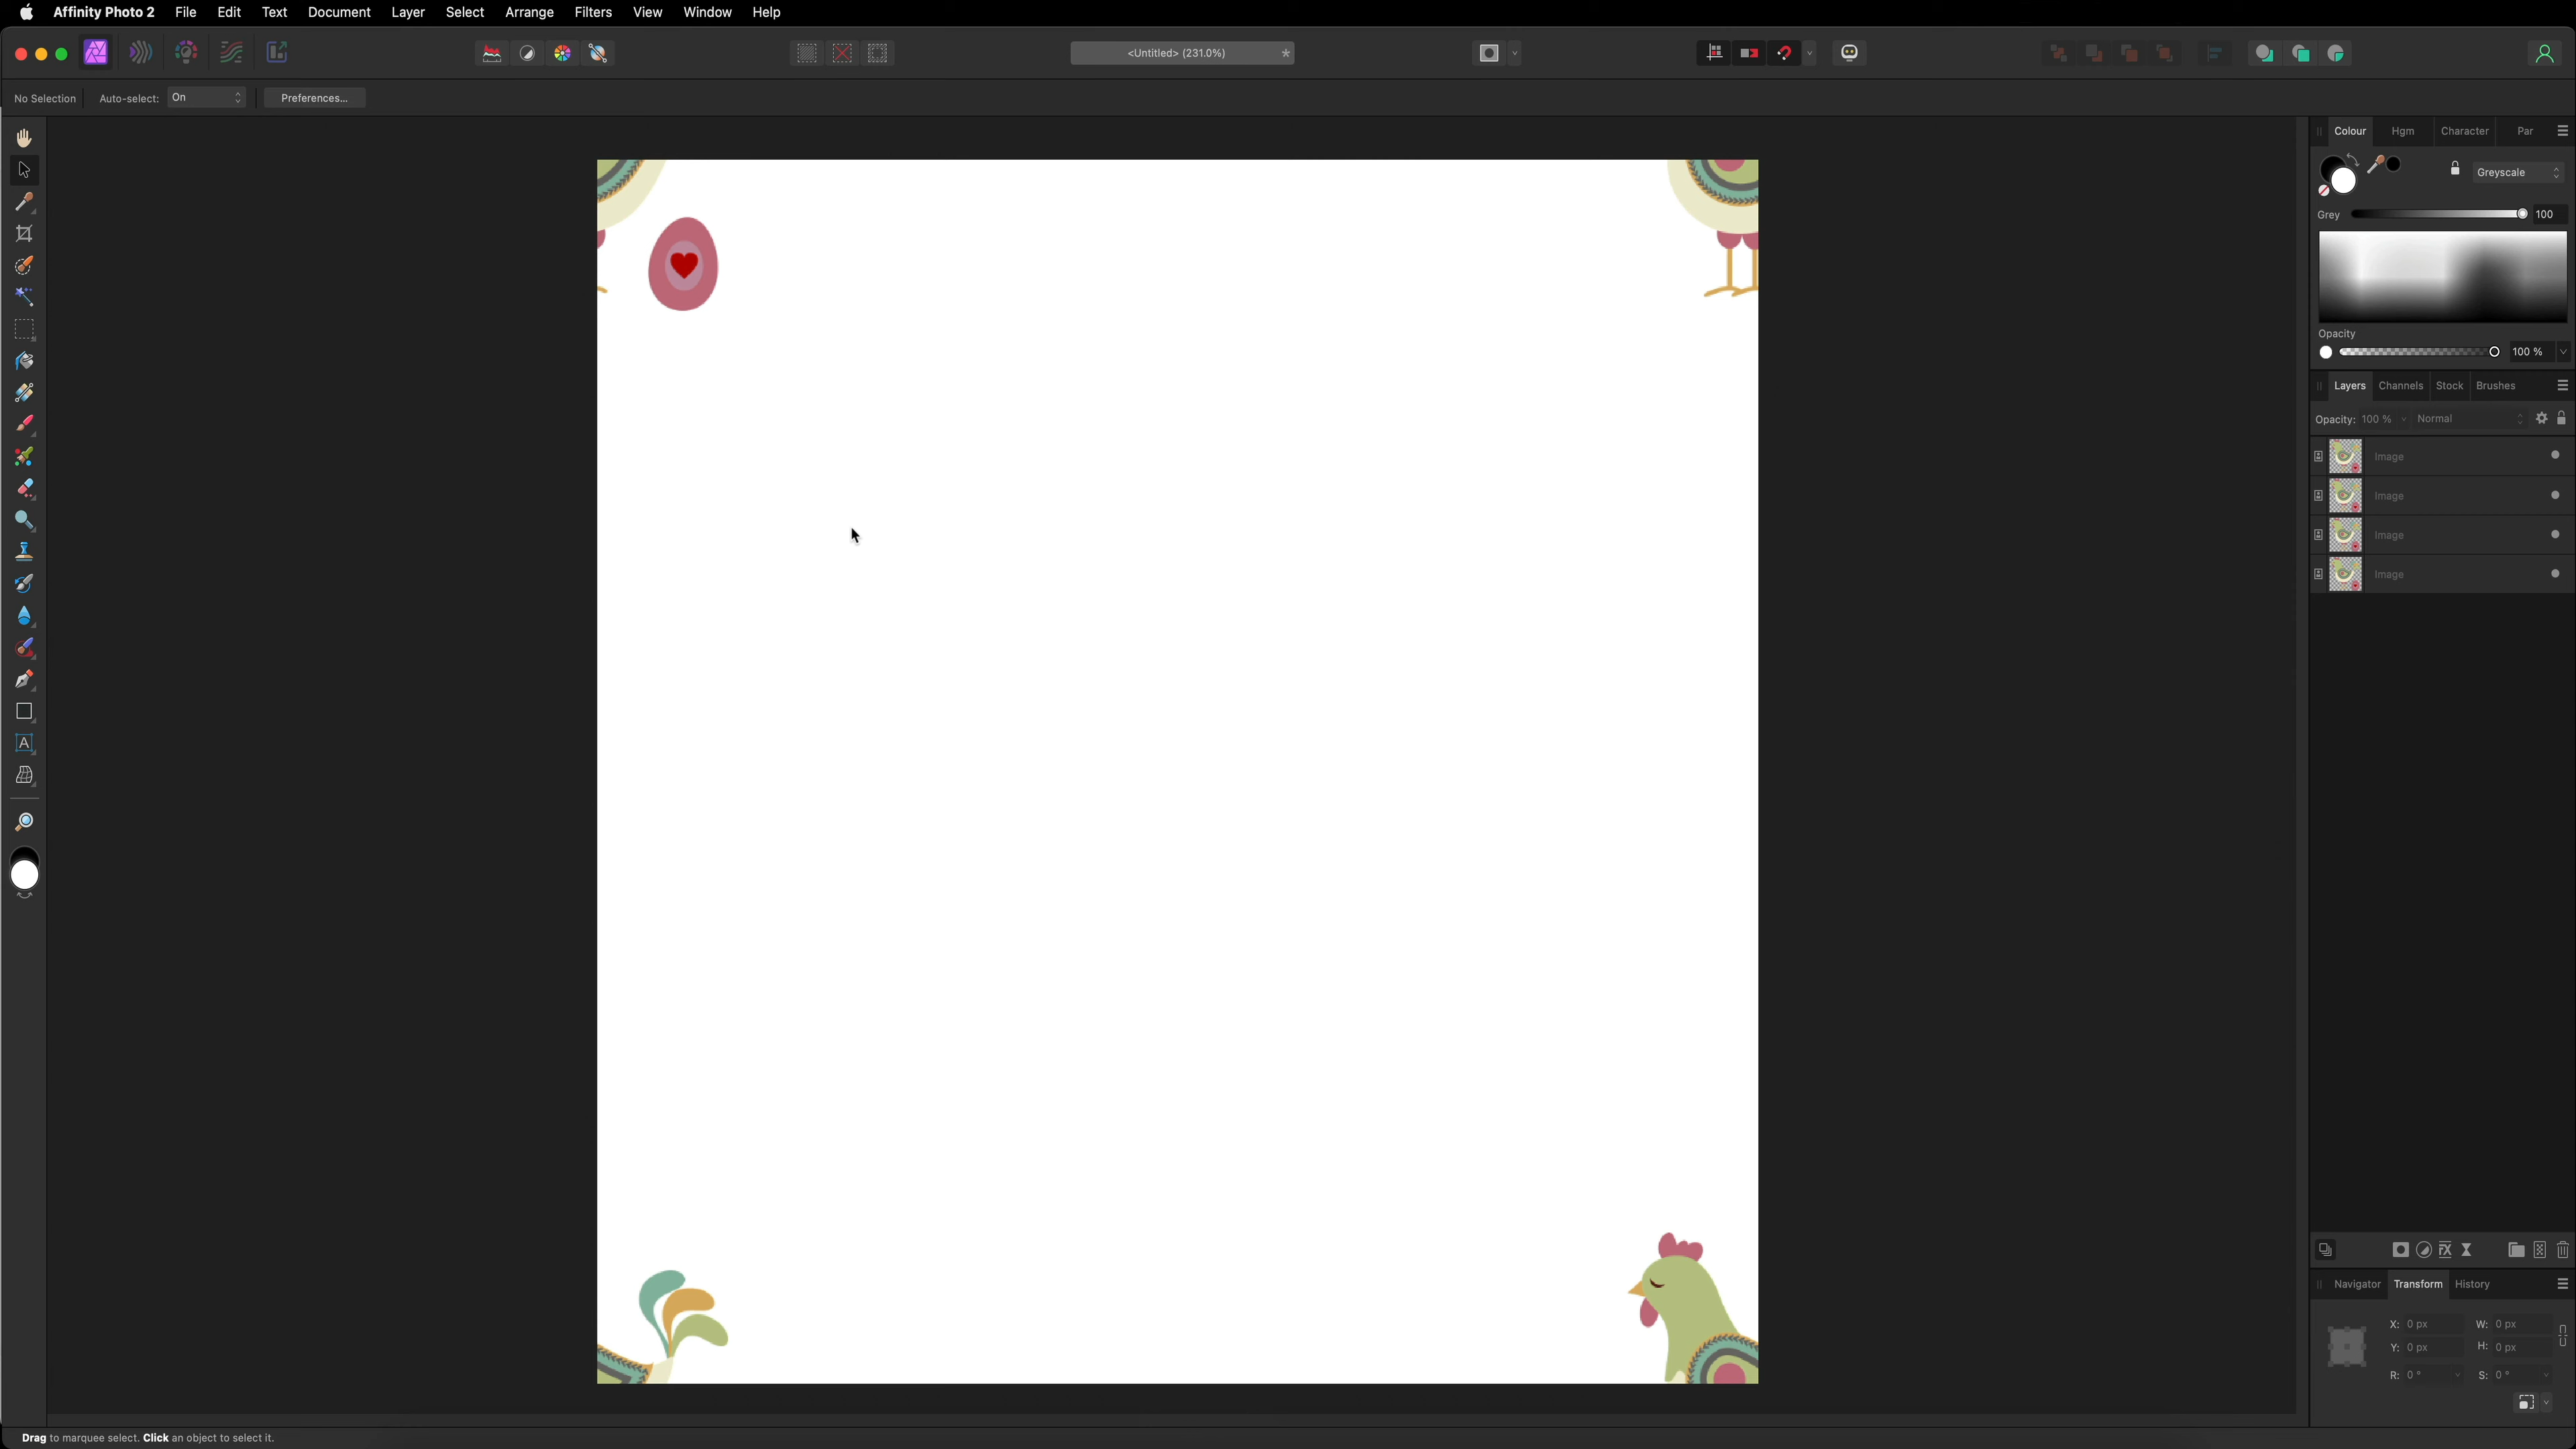 Affinity Photo 2 File Edit Text Document Layer Select Arrange Filters View Window Help
<Untitled> (231.0%) *
No Selection Auto-select: On Preferences...
Colour Hgm Character Par
Greyscale
Grey 100
Opacity
100 %
Layers Channels Stock Brushes
Opacity: 100 % Normal
Image
Image
Image
Image
Navigator Transform History
X: 0 px W: 0 px
Y: 0 px H: 0 px
R: 0 ° S: 0 °
Drag to marquee select. Click an object to select it.